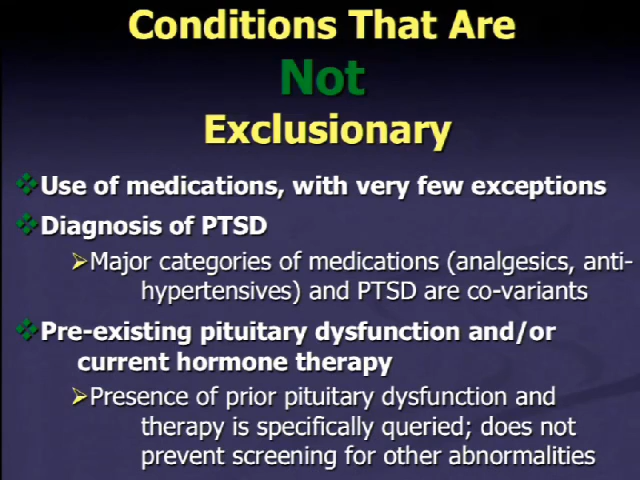 Conditions That Are
Not
Exclusionary
❖Use of medications, with very few exceptions
❖Diagnosis of PTSD
➢Major categories of medications (analgesics, anti-
hypertensives) and PTSD are co-variants
❖Pre-existing pituitary dysfunction and/or
current hormone therapy
➢Presence of prior pituitary dysfunction and
therapy is specifically queried; does not
prevent screening for other abnormalities